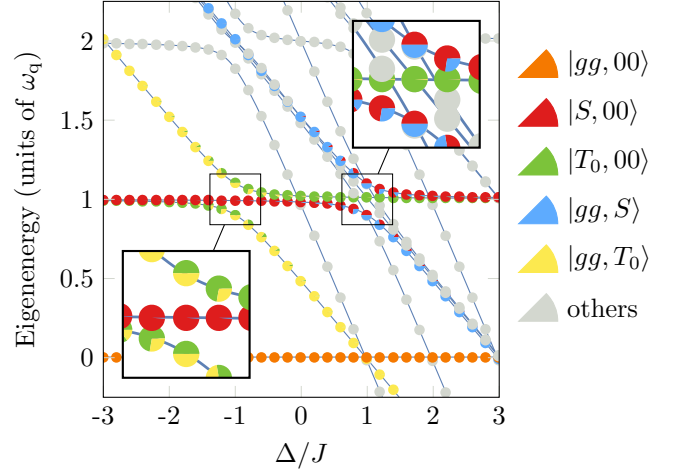 Eigenenergy (units of ω_q)
2
1.5
1
0.5
0
-3
-2
-1
0
1
2
3
Δ/J
|gg, 00⟩
|S, 00⟩
|T₀, 00⟩
|gg, S⟩
|gg, T₀⟩
others